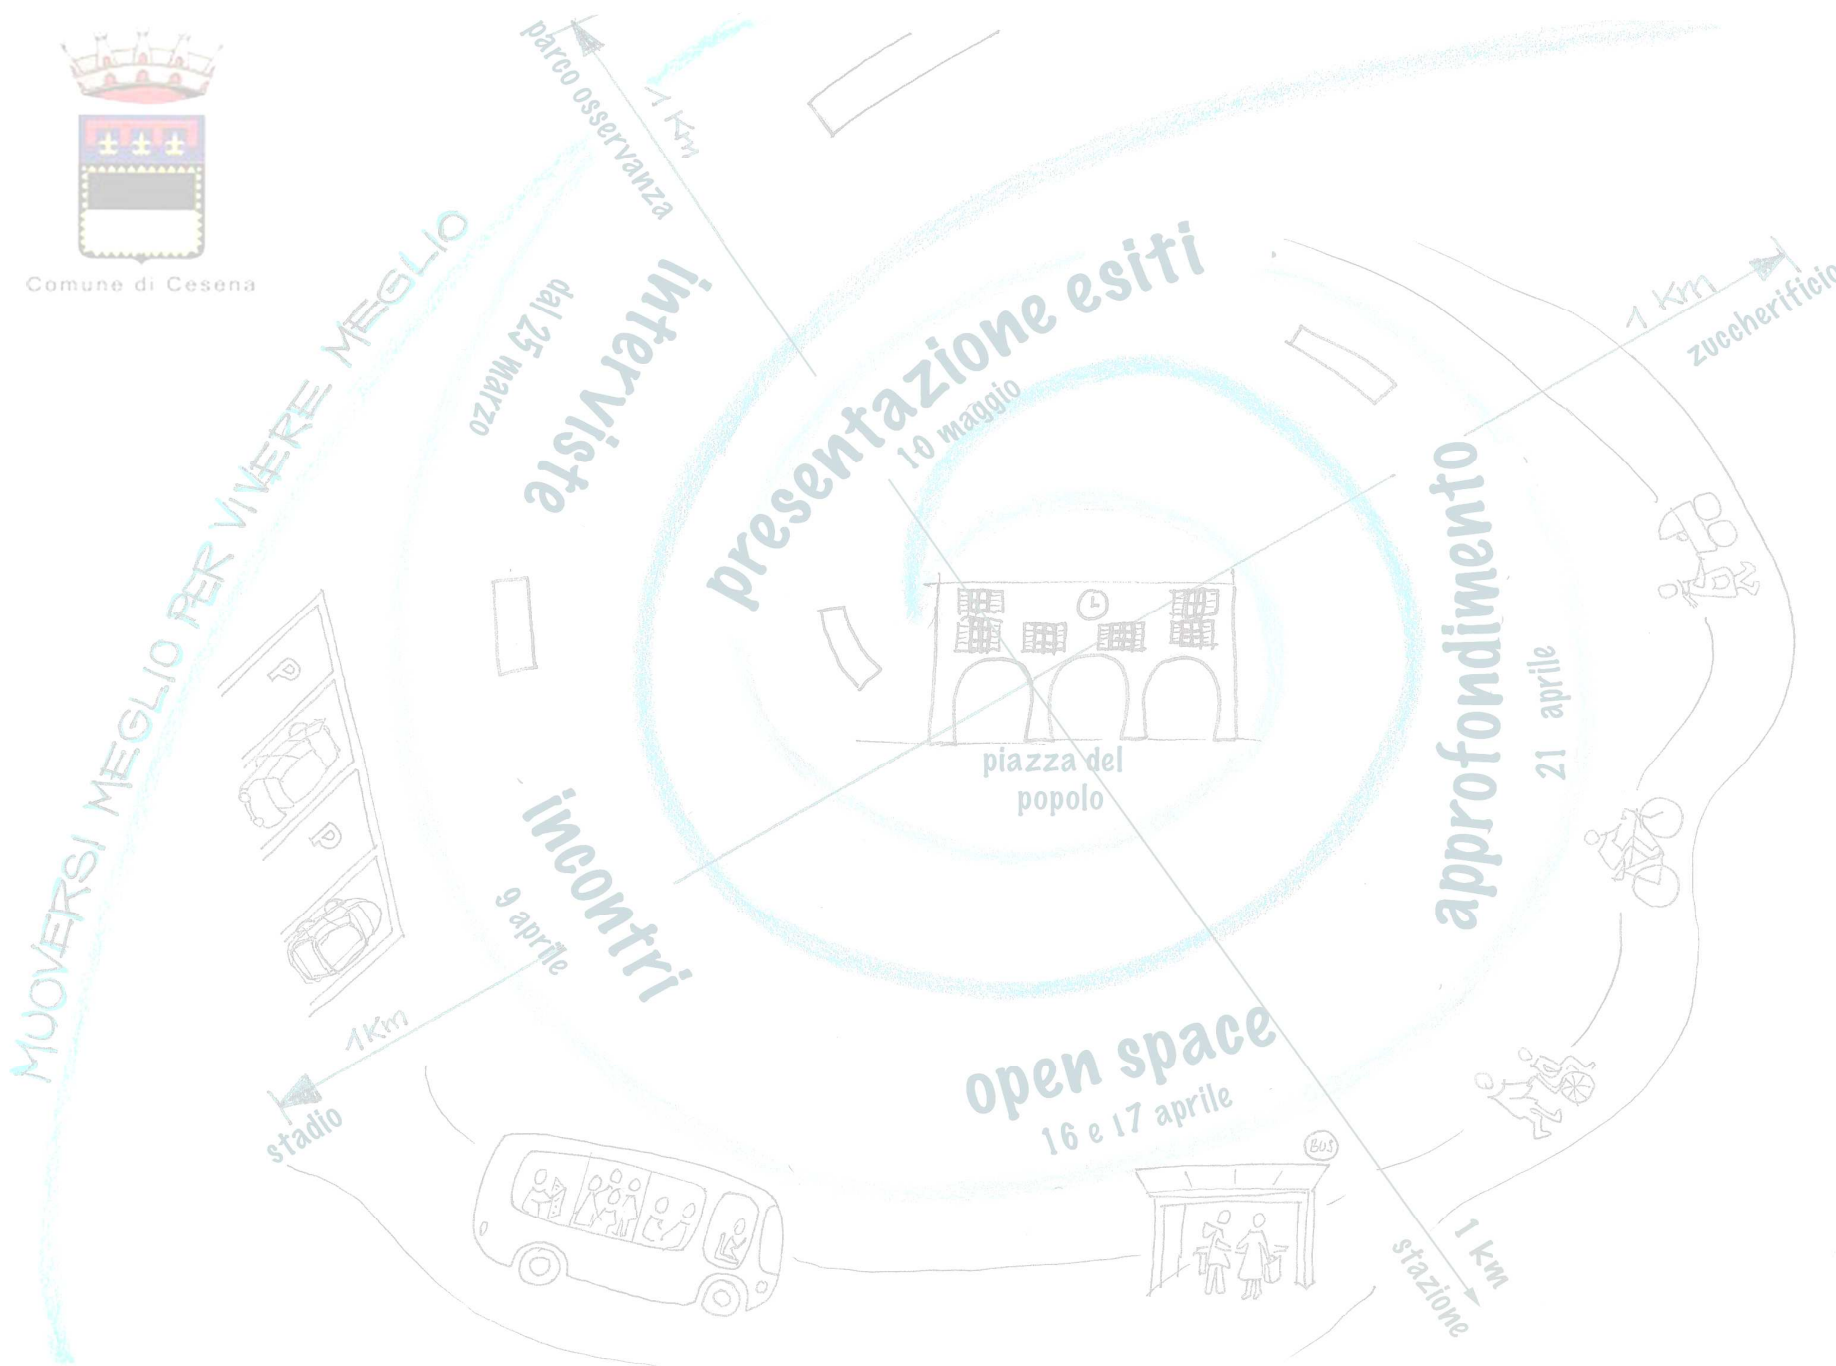 Comune di Cesena
MUOVERSI MEGLIO PER VIVERE MEGLIO
parco osservanza
1 Km
interviste
dal 25 marzo
presentazione esiti
10 maggio
1 Km
zuccherificio
approfondimento
21 aprile
piazza del
popolo
P
P
incontri
9 aprile
1 Km
stadio
open space
16 e 17 aprile
BUS
1 km
stazione